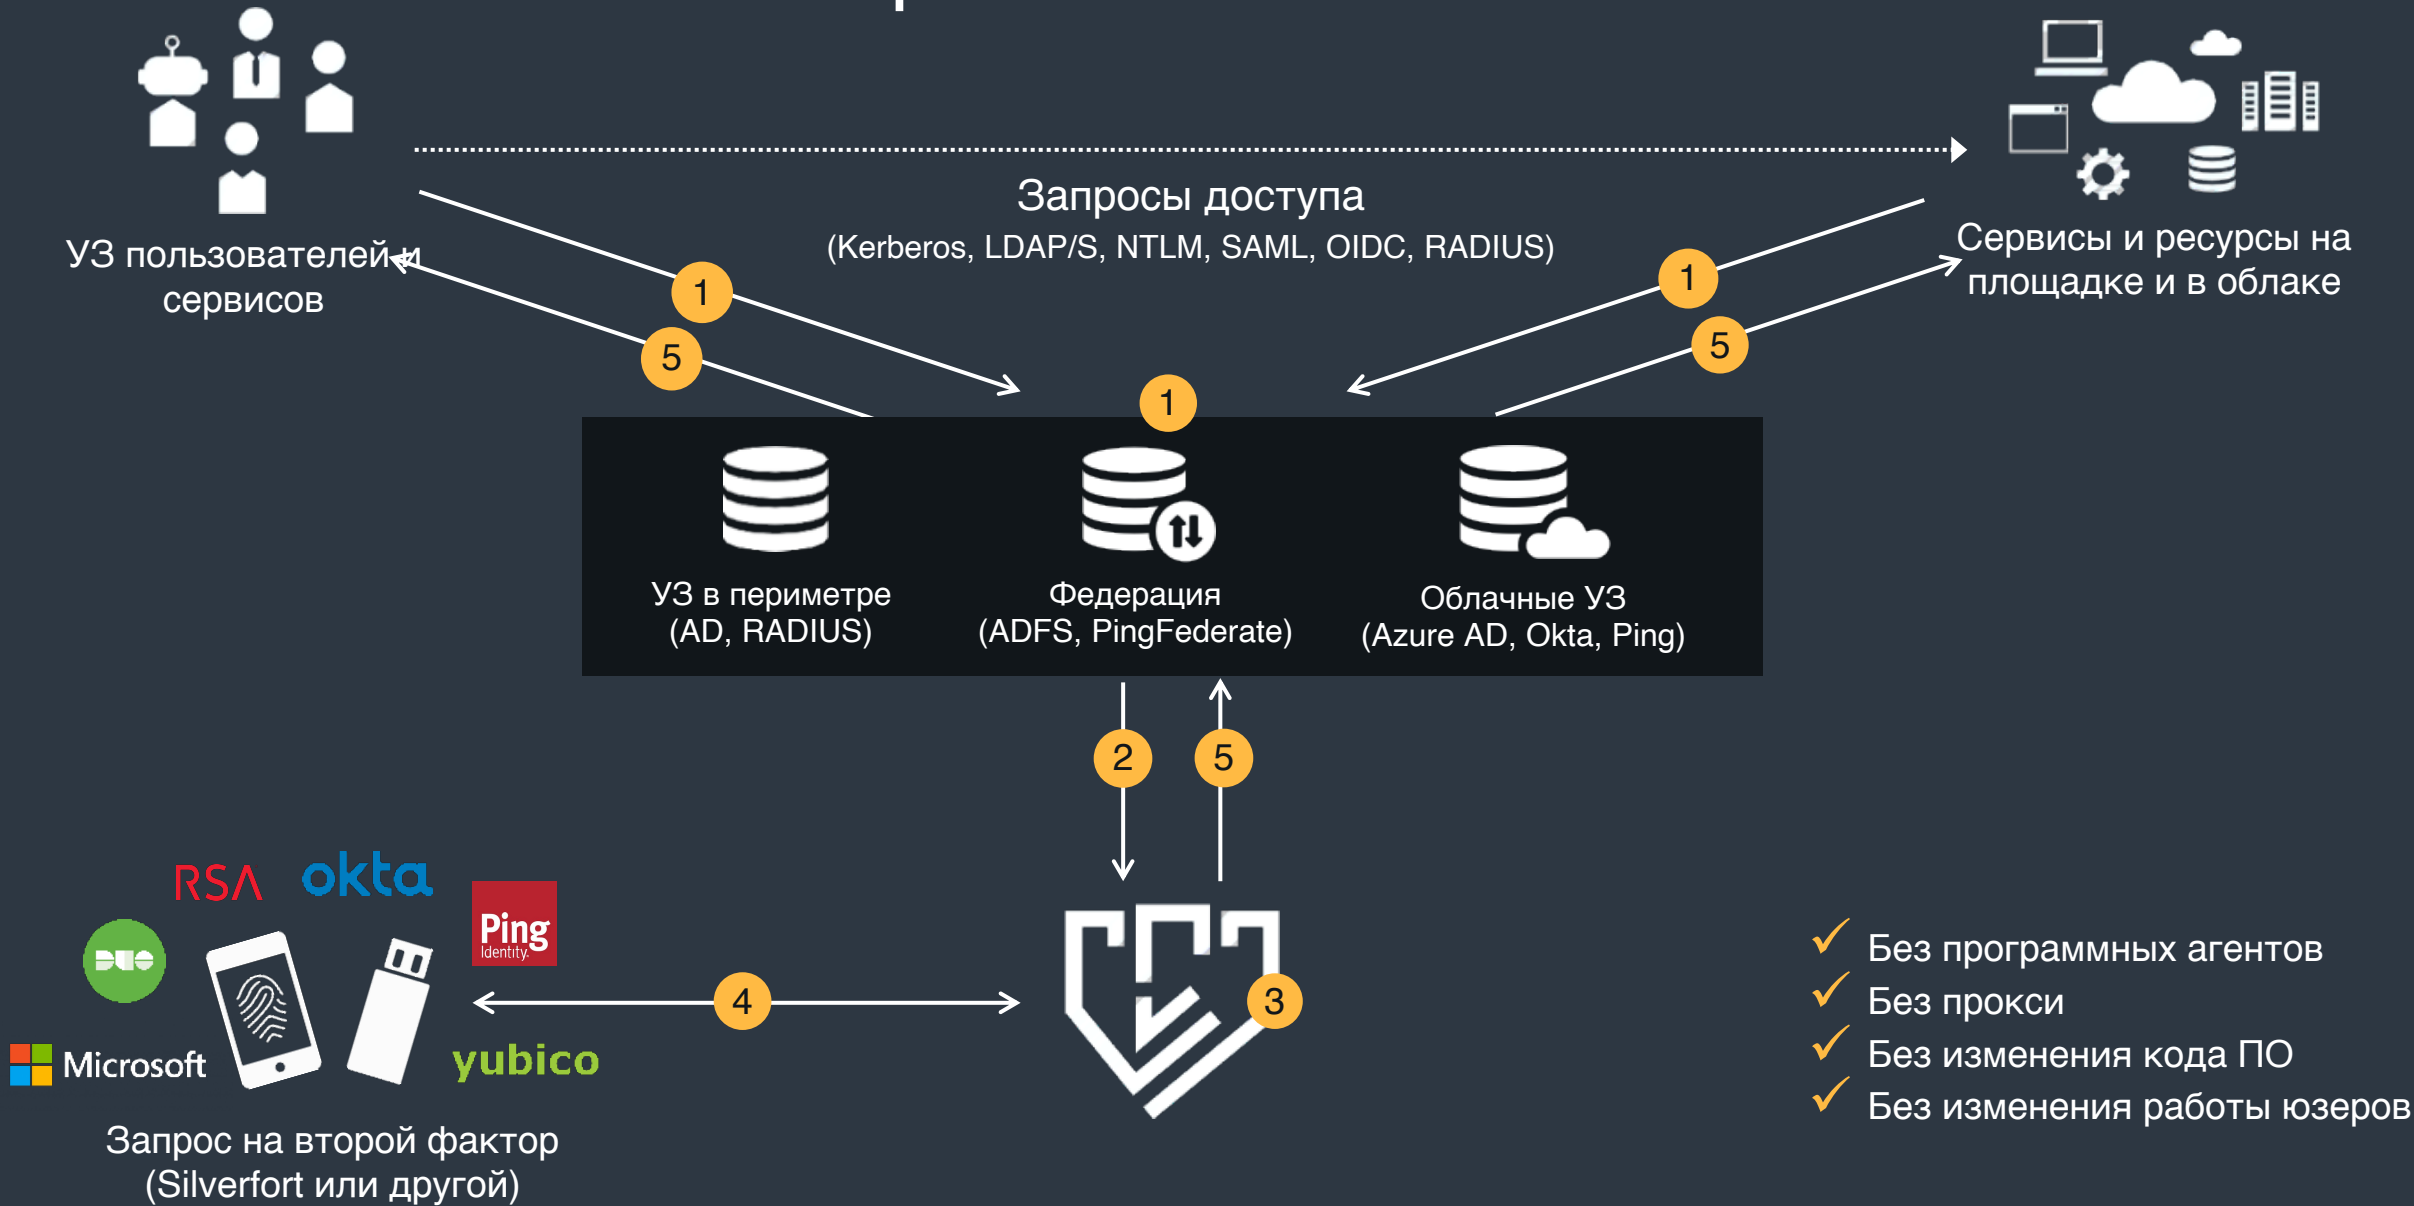 Запросы доступа
(Kerberos, LDAP/S, NTLM, SAML, OIDC, RADIUS)
УЗ пользователей и
сервисов
Сервисы и ресурсы на
площадке и в облаке
1
1
5
5
1
УЗ в периметре
(AD, RADIUS)
Федерация
(ADFS, PingFederate)
Облачные УЗ
(Azure AD, Okta, Ping)
2
5
RSA
okta
Ping
Identity.
DUO
Microsoft
yubico
4
3
Запрос на второй фактор
(Silverfort или другой)
Без программных агентов
Без прокси
Без изменения кода ПО
Без изменения работы юзеров